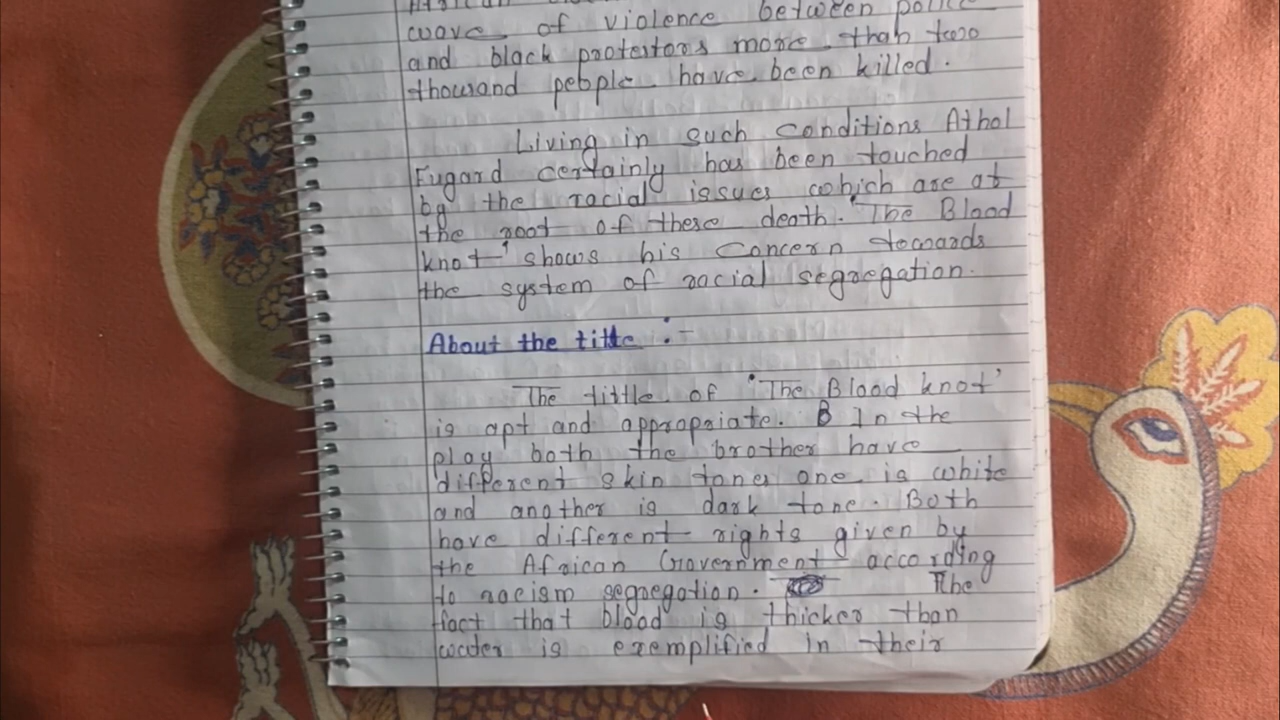 wave of violence between police
and black protestors more than two
thousand people have been killed.
Living in such conditions Athol
Fugard certainly has been touched
by the racial issues which are at
the root of these death. 'The Blood
knot' shows his concern towards
the system of racial segregation.
About the title :-
The tittle of 'The Blood knot'
is apt and appropriate. B In the
play both the brother have
different skin tones one is white
and another is dark tone. Both
have different rights given by
the African Government according
to racism segregation. The
fact that blood is thicker than
water is exemplified in their